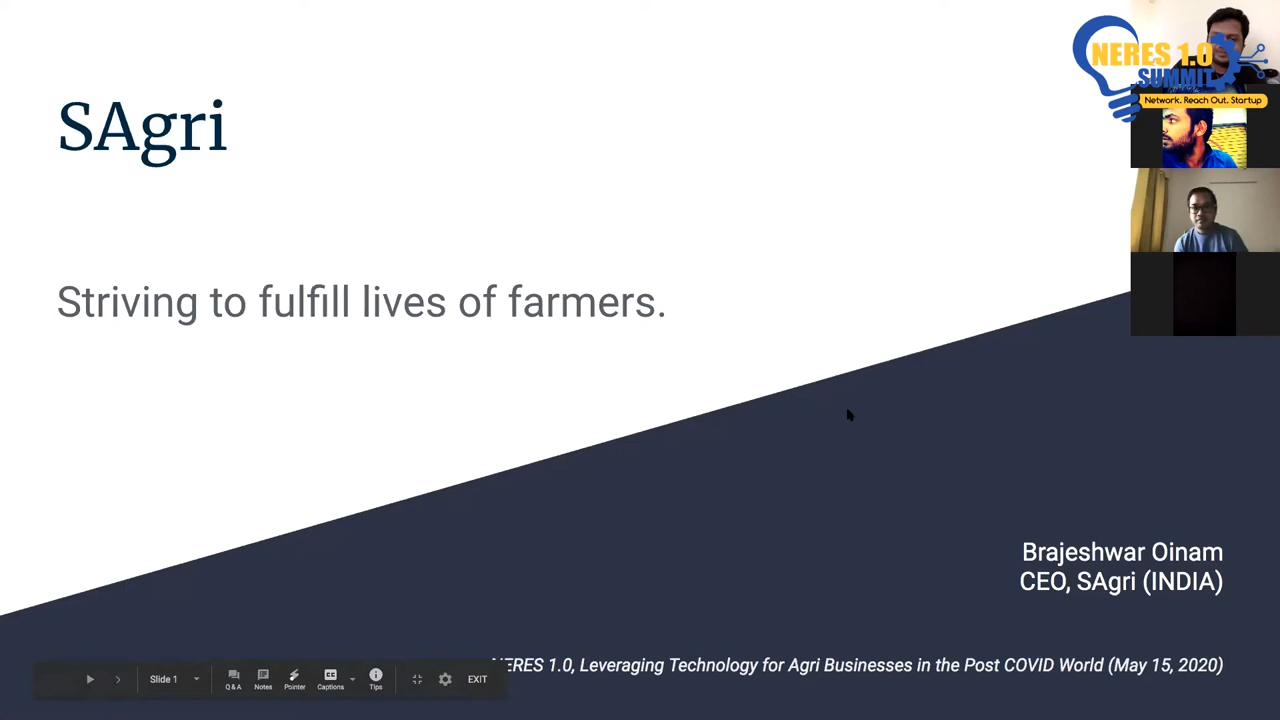 NERES 1.0
SUMMIT
Network. Reach Out. Startup
SAgri
Striving to fulfill lives of farmers.
Brajeshwar Oinam
CEO, SAgri (INDIA)
NERES 1.0, Leveraging Technology for Agri Businesses in the Post COVID World (May 15, 2020)
Slide 1
Q & A
Notes
Pointer
CC
Captions
Tips
EXIT